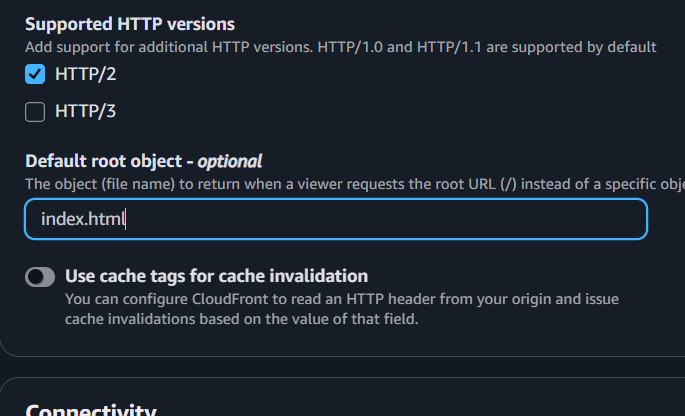 Supported HTTP versions
Add support for additional HTTP versions. HTTP/1.0 and HTTP/1.1 are supported by default
HTTP/2
HTTP/3
Default root object - optional
The object (file name) to return when a viewer requests the root URL (/) instead of a specific obje
index.html
Use cache tags for cache invalidation
You can configure CloudFront to read an HTTP header from your origin and issue
cache invalidations based on the value of that field.
Connectivity